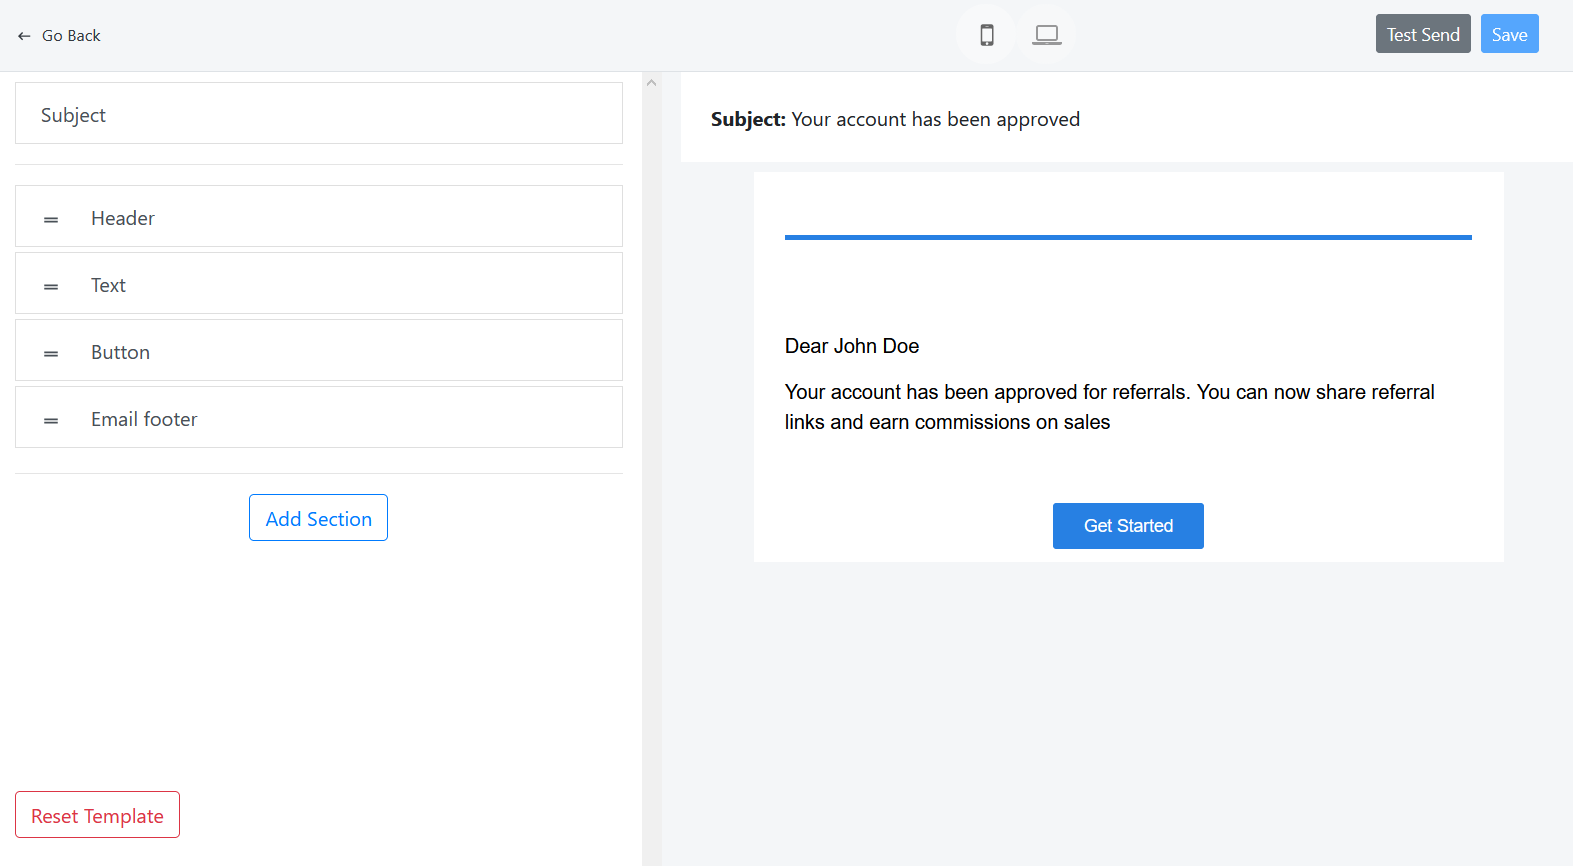 Go Back
Test Send
Save
Subject
Header
Text
Button
Email footer
Add Section
Reset Template
Subject: Your account has been approved
Dear John Doe
Your account has been approved for referrals. You can now share referral
links and earn commissions on sales
Get Started